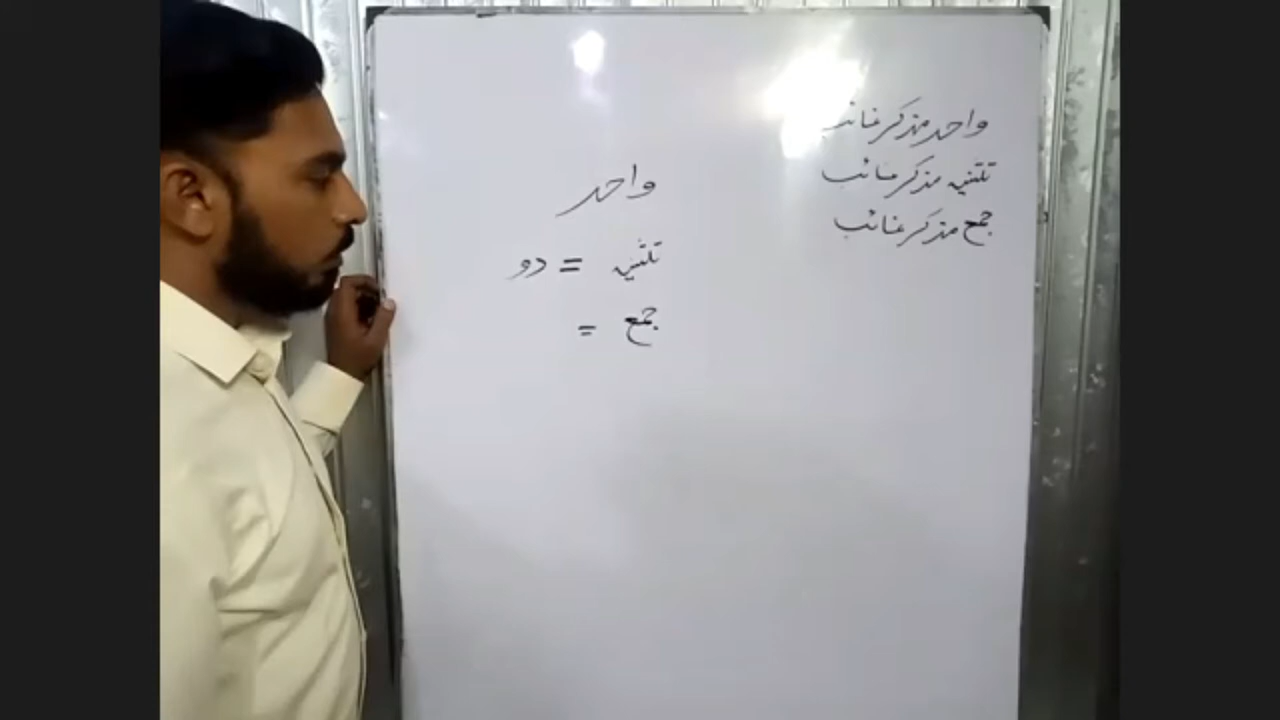 واحد مذکر غائب
تثنیہ مذکر غائب
جمع مذکر غائب
واحد
تثنیہ = دو
جمع =